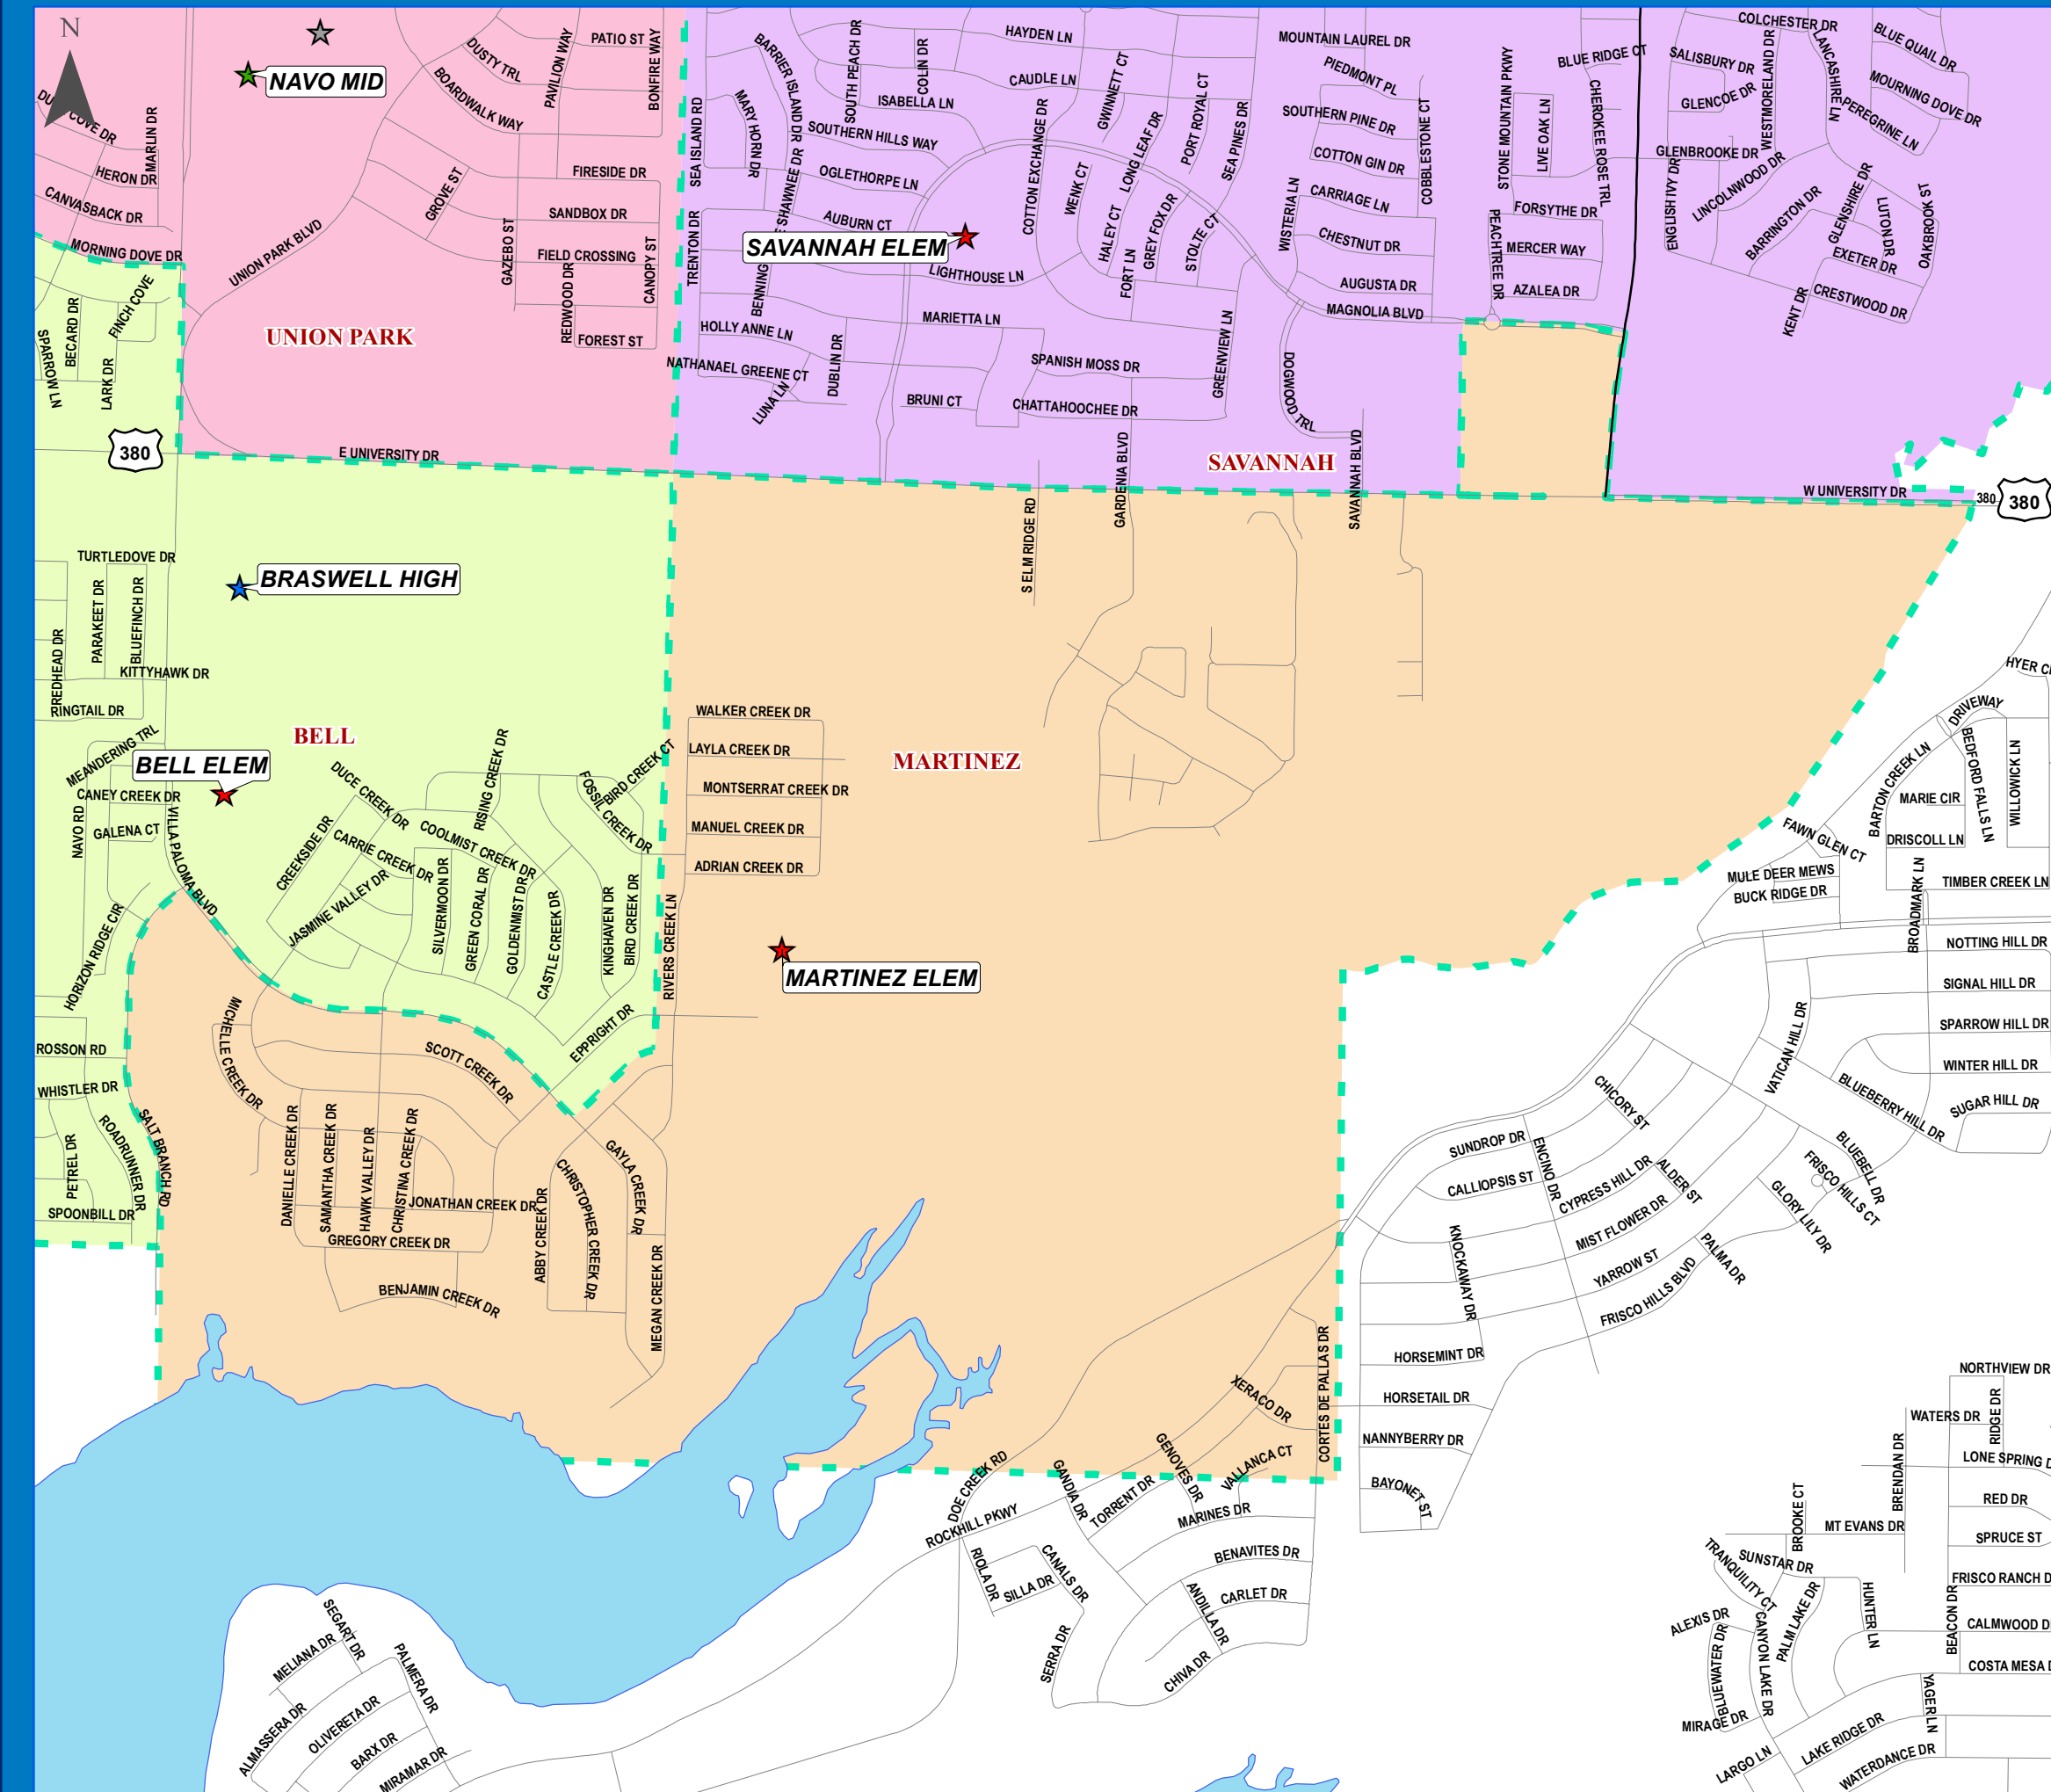 N
NAVO MID
DUSTY TRL
PAVILION WAY
PATIO ST
BONFIRE WAY
BOARDWALK WAY
COVE DR
MARLIN DR
HERON DR
CANVASBACK DR
MORNING DOVE DR
GROVE ST
FIRESIDE DR
SANDBOX DR
FIELD CROSSING
GAZEBO ST
REDWOOD DR
CANOPY ST
FOREST ST
UNION PARK BLVD
UNION PARK
SPARROW LN
BECARD DR
FINCH COVE
LARK DR
380
E UNIVERSITY DR
SEA ISLAND RD
BARRIER ISLAND DR
MARY HORN DR
SOUTH PEACH DR
COLIN DR
HAYDEN LN
CAUDLE LN
ISABELLA LN
SOUTHERN HILLS WAY
OGLETHORPE LN
SHAWNEE DR
AUBURN CT
SAVANNAH ELEM
COTTON EXCHANGE DR
GWINNETT CT
LONG LEAF DR
PORT ROYAL CT
SEA PINES DR
WENK CT
HALEY CT
GREY FOX DR
STOLTE CT
FORT LN
TRENTON DR
BENNING
LIGHTHOUSE LN
MARIETTA LN
HOLLY ANNE LN
NATHANAEL GREENE CT
LUNA LN
DUBLIN DR
BRUNI CT
SPANISH MOSS DR
CHATTAHOOCHEE DR
GREENVIEW LN
MOUNTAIN LAUREL DR
PIEDMONT PL
SOUTHERN PINE DR
COTTON GIN DR
COBBLESTONE CT
CARRIAGE LN
WISTERIA LN
CHESTNUT DR
AUGUSTA DR
MAGNOLIA BLVD
DOGWOOD TRL
STONE MOUNTAIN PKWY
LIVE OAK LN
BLUE RIDGE CT
CHEROKEE ROSE TRL
PEACHTREE DR
FORSYTHE DR
MERCER WAY
AZALEA DR
COLCHESTER DR
SALISBURY DR
GLENCOE DR
WESTMORELAND DR
LANCASHIRE LN
BLUE QUAIL DR
MOURNING DOVE DR
PEREGRINE LN
GLENBROOKE DR
LINCOLNWOOD DR
ENGLISH IVY DR
BARRINGTON DR
GLENSHIRE DR
LUTON DR
OAKBROOK ST
EXETER DR
CRESTWOOD DR
KENT DR
SAVANNAH
GARDENIA BLVD
SAVANNAH BLVD
S ELM RIDGE RD
W UNIVERSITY DR
380
380
TURTLEDOVE DR
BRASWELL HIGH
PARAKEET DR
BLUEFINCH DR
REDHEAD DR
KITTYHAWK DR
RINGTAIL DR
MEANDERING TRL
BELL
BELL ELEM
CANEY CREEK DR
NAVO RD
GALENA CT
VILLA PALOMA BLVD
HORIZON RIDGE CIR
DUCE CREEK DR
RISING CREEK DR
FOSSIL CREEK DR
BIRD CREEK CT
CREEKSIDE DR
CARRIE CREEK DR
COOLMIST CREEK DR
JASMINE VALLEY DR
SILVERMOON DR
GREEN CORAL DR
GOLDENMIST DR
CASTLE CREEK DR
KINGHAVEN DR
BIRD CREEK DR
RIVERS CREEK LN
EPPRIGHT DR
WALKER CREEK DR
LAYLA CREEK DR
MONTSERRAT CREEK DR
MANUEL CREEK DR
ADRIAN CREEK DR
MARTINEZ
MARTINEZ ELEM
ROSSON RD
WHISTLER DR
ROADRUNNER DR
PETREL DR
SPOONBILL DR
SALT BRANCH RD
MICHELLE CREEK DR
SCOTT CREEK DR
DANIELLE CREEK DR
SAMANTHA CREEK DR
HAWK VALLEY DR
CHRISTINA CREEK DR
JONATHAN CREEK DR
GREGORY CREEK DR
BENJAMIN CREEK DR
ABBY CREEK DR
CHRISTOPHER CREEK DR
GAYLA CREEK DR
MEGAN CREEK DR
DRIVEWAY
BARTON CREEK LN
BEDFORD FALLS LN
WILLOWICK LN
MARIE CIR
DRISCOLL LN
FAWN GLEN CT
MULE DEER MEWS
BUCK RIDGE DR
TIMBER CREEK LN
BROADMARK LN
NOTTING HILL DR
SIGNAL HILL DR
SPARROW HILL DR
WINTER HILL DR
SUGAR HILL DR
VATICAN HILL DR
BLUEBERRY HILL DR
CHICORY ST
SUNDROP DR
ENCINO DR
CALLIOPSIS ST
CYPRESS HILL DR
ALDER ST
MIST FLOWER DR
BLUEBELL DR
FRISCO HILLS CT
GLORY LILY DR
KNOCKAWAY DR
YARROW ST
PALMA DR
FRISCO HILLS BLVD
HORSEMINT DR
HORSETAIL DR
NANNYBERRY DR
BAYONET ST
CORTES DE PALLAS DR
XERACO DR
VALLANCA CT
GENOVES DR
TORRENT DR
GANDIA DR
DOE CREEK RD
ROCKHILL PKWY
MARINES DR
BENAVITES DR
CARLET DR
ANDILLA DR
CHIVA DR
RIOLA DR
SILLA DR
CANALS DR
SERRA DR
SEGART DR
MELIANA DR
PALMERA DR
ALMASSERA DR
OLIVERETA DR
BARX DR
MIRAMAR DR
NORTHVIEW DR
WATERS DR
RIDGE DR
LONE SPRING
BRENDAN DR
RED DR
BROOKE CT
MT EVANS DR
SPRUCE ST
TRANQUILITY CT
SUNSTAR DR
FRISCO RANCH
ALEXIS DR
BLUEWATER DR
CANYON LAKE DR
PALM LAKE DR
HUNTER LN
BEACON DR
CALMWOOD
COSTA MESA
MIRAGE DR
YAGER LN
LAKE RIDGE DR
LARGO LN
WATERDANCE DR